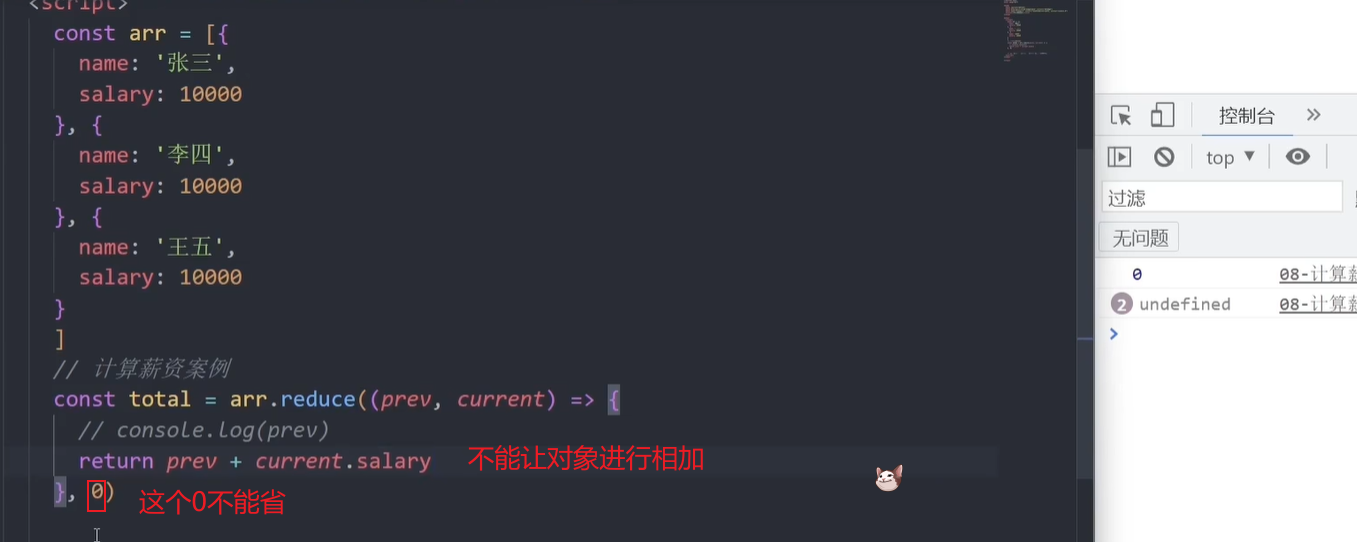 <script>
const arr = [{
name: '张三',
salary: 10000
}, {
name: '李四',
salary: 10000
}, {
name: '王五',
salary: 10000
}
]
// 计算薪资案例
const total = arr.reduce((prev, current) => {
// console.log(prev)
return prev + current.salary 不能让对象进行相加
}, 0) 这个0不能省
控制台 »
top ▼
过滤
无问题
0 08-计算薪
2 undefined 08-计算薪
>